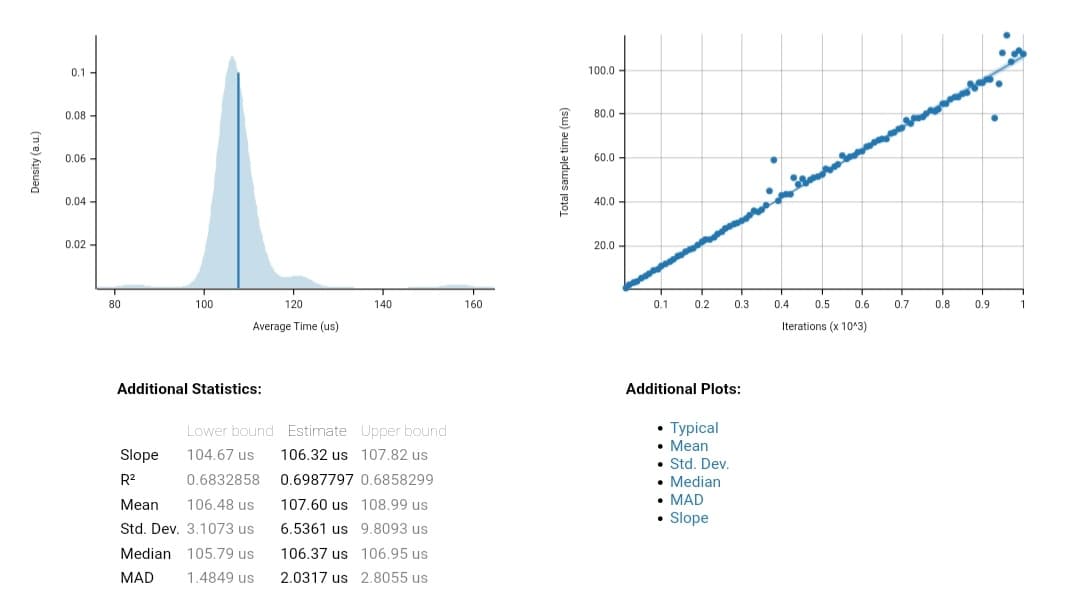 Density (a.u.)
0.1
0.08
0.06
0.04
0.02
80 100 120 140 160
Average Time (us)
Total sample time (ms)
100.0
80.0
60.0
40.0
20.0
0.1 0.2 0.3 0.4 0.5 0.6 0.7 0.8 0.9 1
Iterations (x 10^3)
Additional Statistics:
Lower bound Estimate Upper bound
Slope 104.67 us 106.32 us 107.82 us
R² 0.6832858 0.6987797 0.6858299
Mean 106.48 us 107.60 us 108.99 us
Std. Dev. 3.1073 us 6.5361 us 9.8093 us
Median 105.79 us 106.37 us 106.95 us
MAD 1.4849 us 2.0317 us 2.8055 us
Additional Plots:
• Typical
• Mean
• Std. Dev.
• Median
• MAD
• Slope